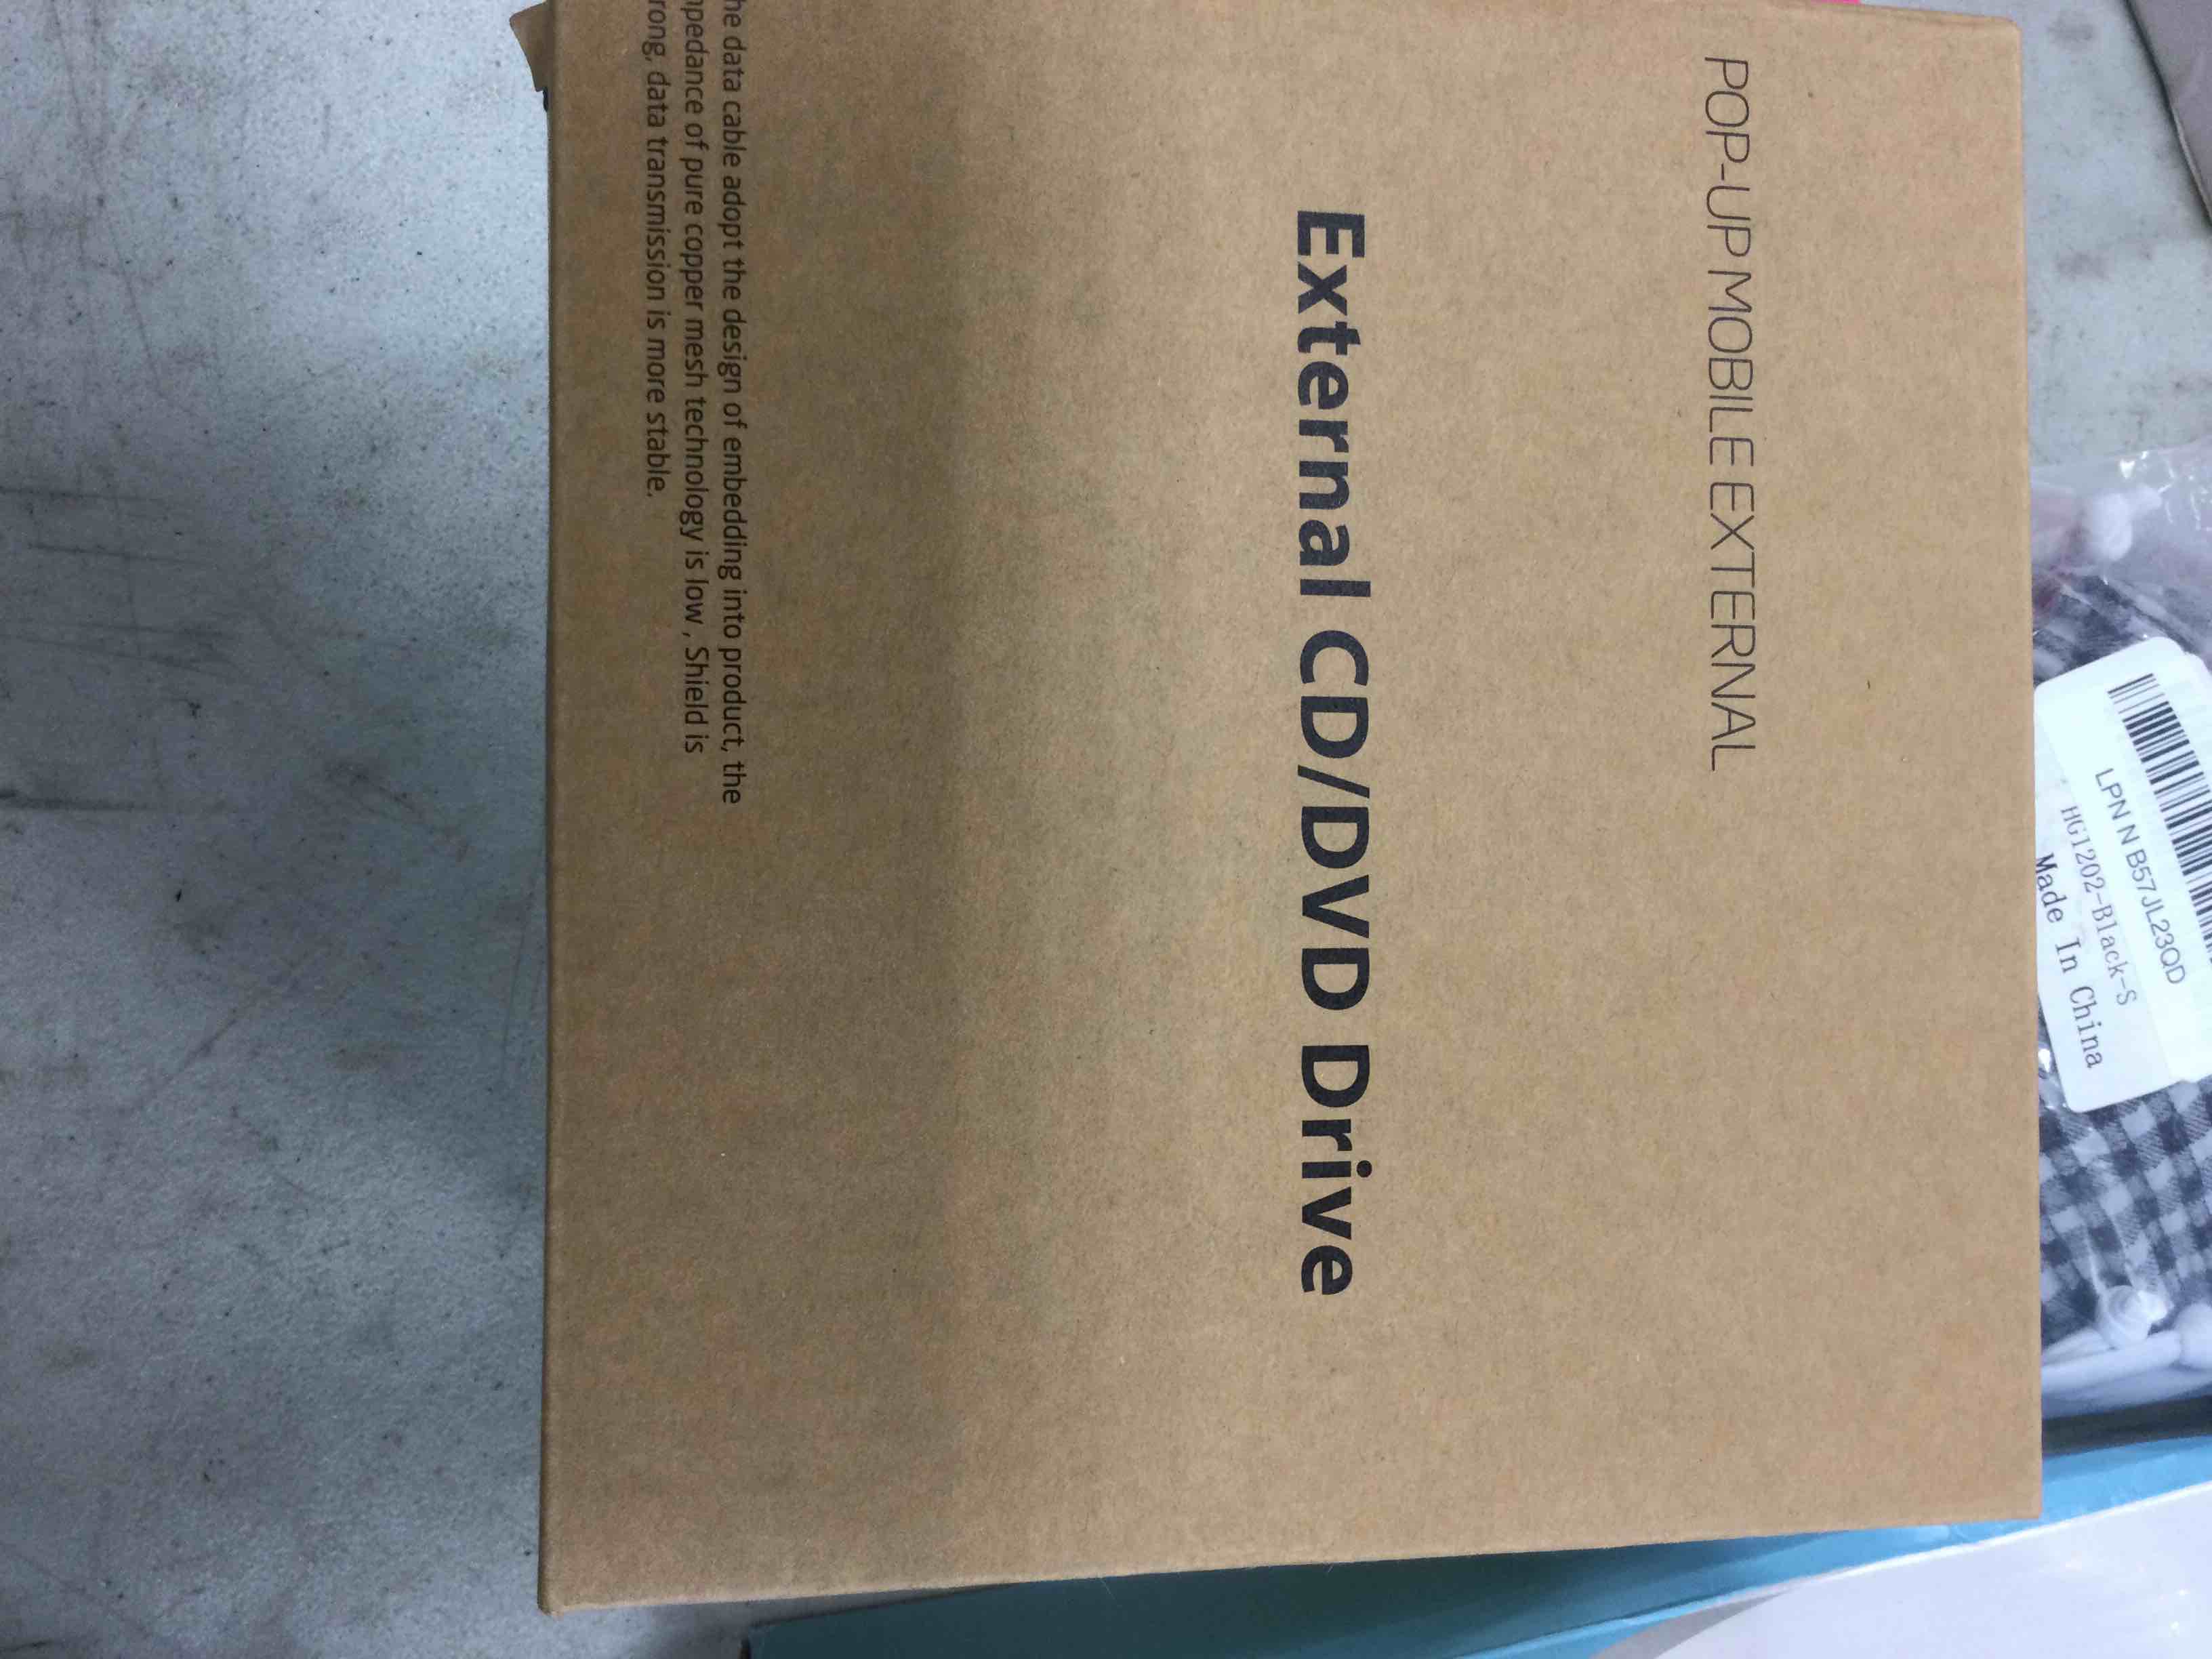 POP-UP MOBILE EXTERNAL
External CD/DVD Drive
he data cable adopt the design of embedding into product, the
pedance of pure copper mesh technology is low , Shield is
rong, data transmission is more stable.
LPN N B57JL23QD
HG1202-Black-S
Made In China